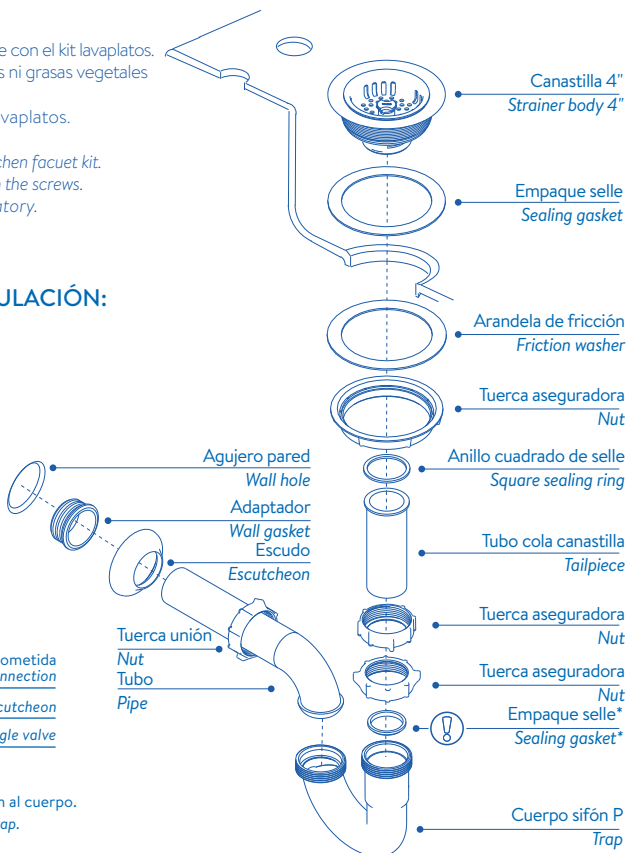 e con el kit lavaplatos.
s ni grasas vegetales
vaplatos.
chen facuet kit.
the screws.
atory.
ULACIÓN:
Canastilla 4"
Strainer body 4"
Empaque selle
Sealing gasket
Arandela de fricción
Friction washer
Tuerca aseguradora
Nut
Anillo cuadrado de selle
Square sealing ring
Tubo cola canastilla
Tailpiece
Tuerca aseguradora
Nut
Tuerca aseguradora
Nut
Empaque selle*
Sealing gasket*
Cuerpo sifón P
Trap
Agujero pared
Wall hole
Adaptador
Wall gasket
Escudo
Escutcheon
Tuerca unión
Nut
Tubo
Pipe
ometida
nnection
cutcheon
gle valve
n al cuerpo.
ap.